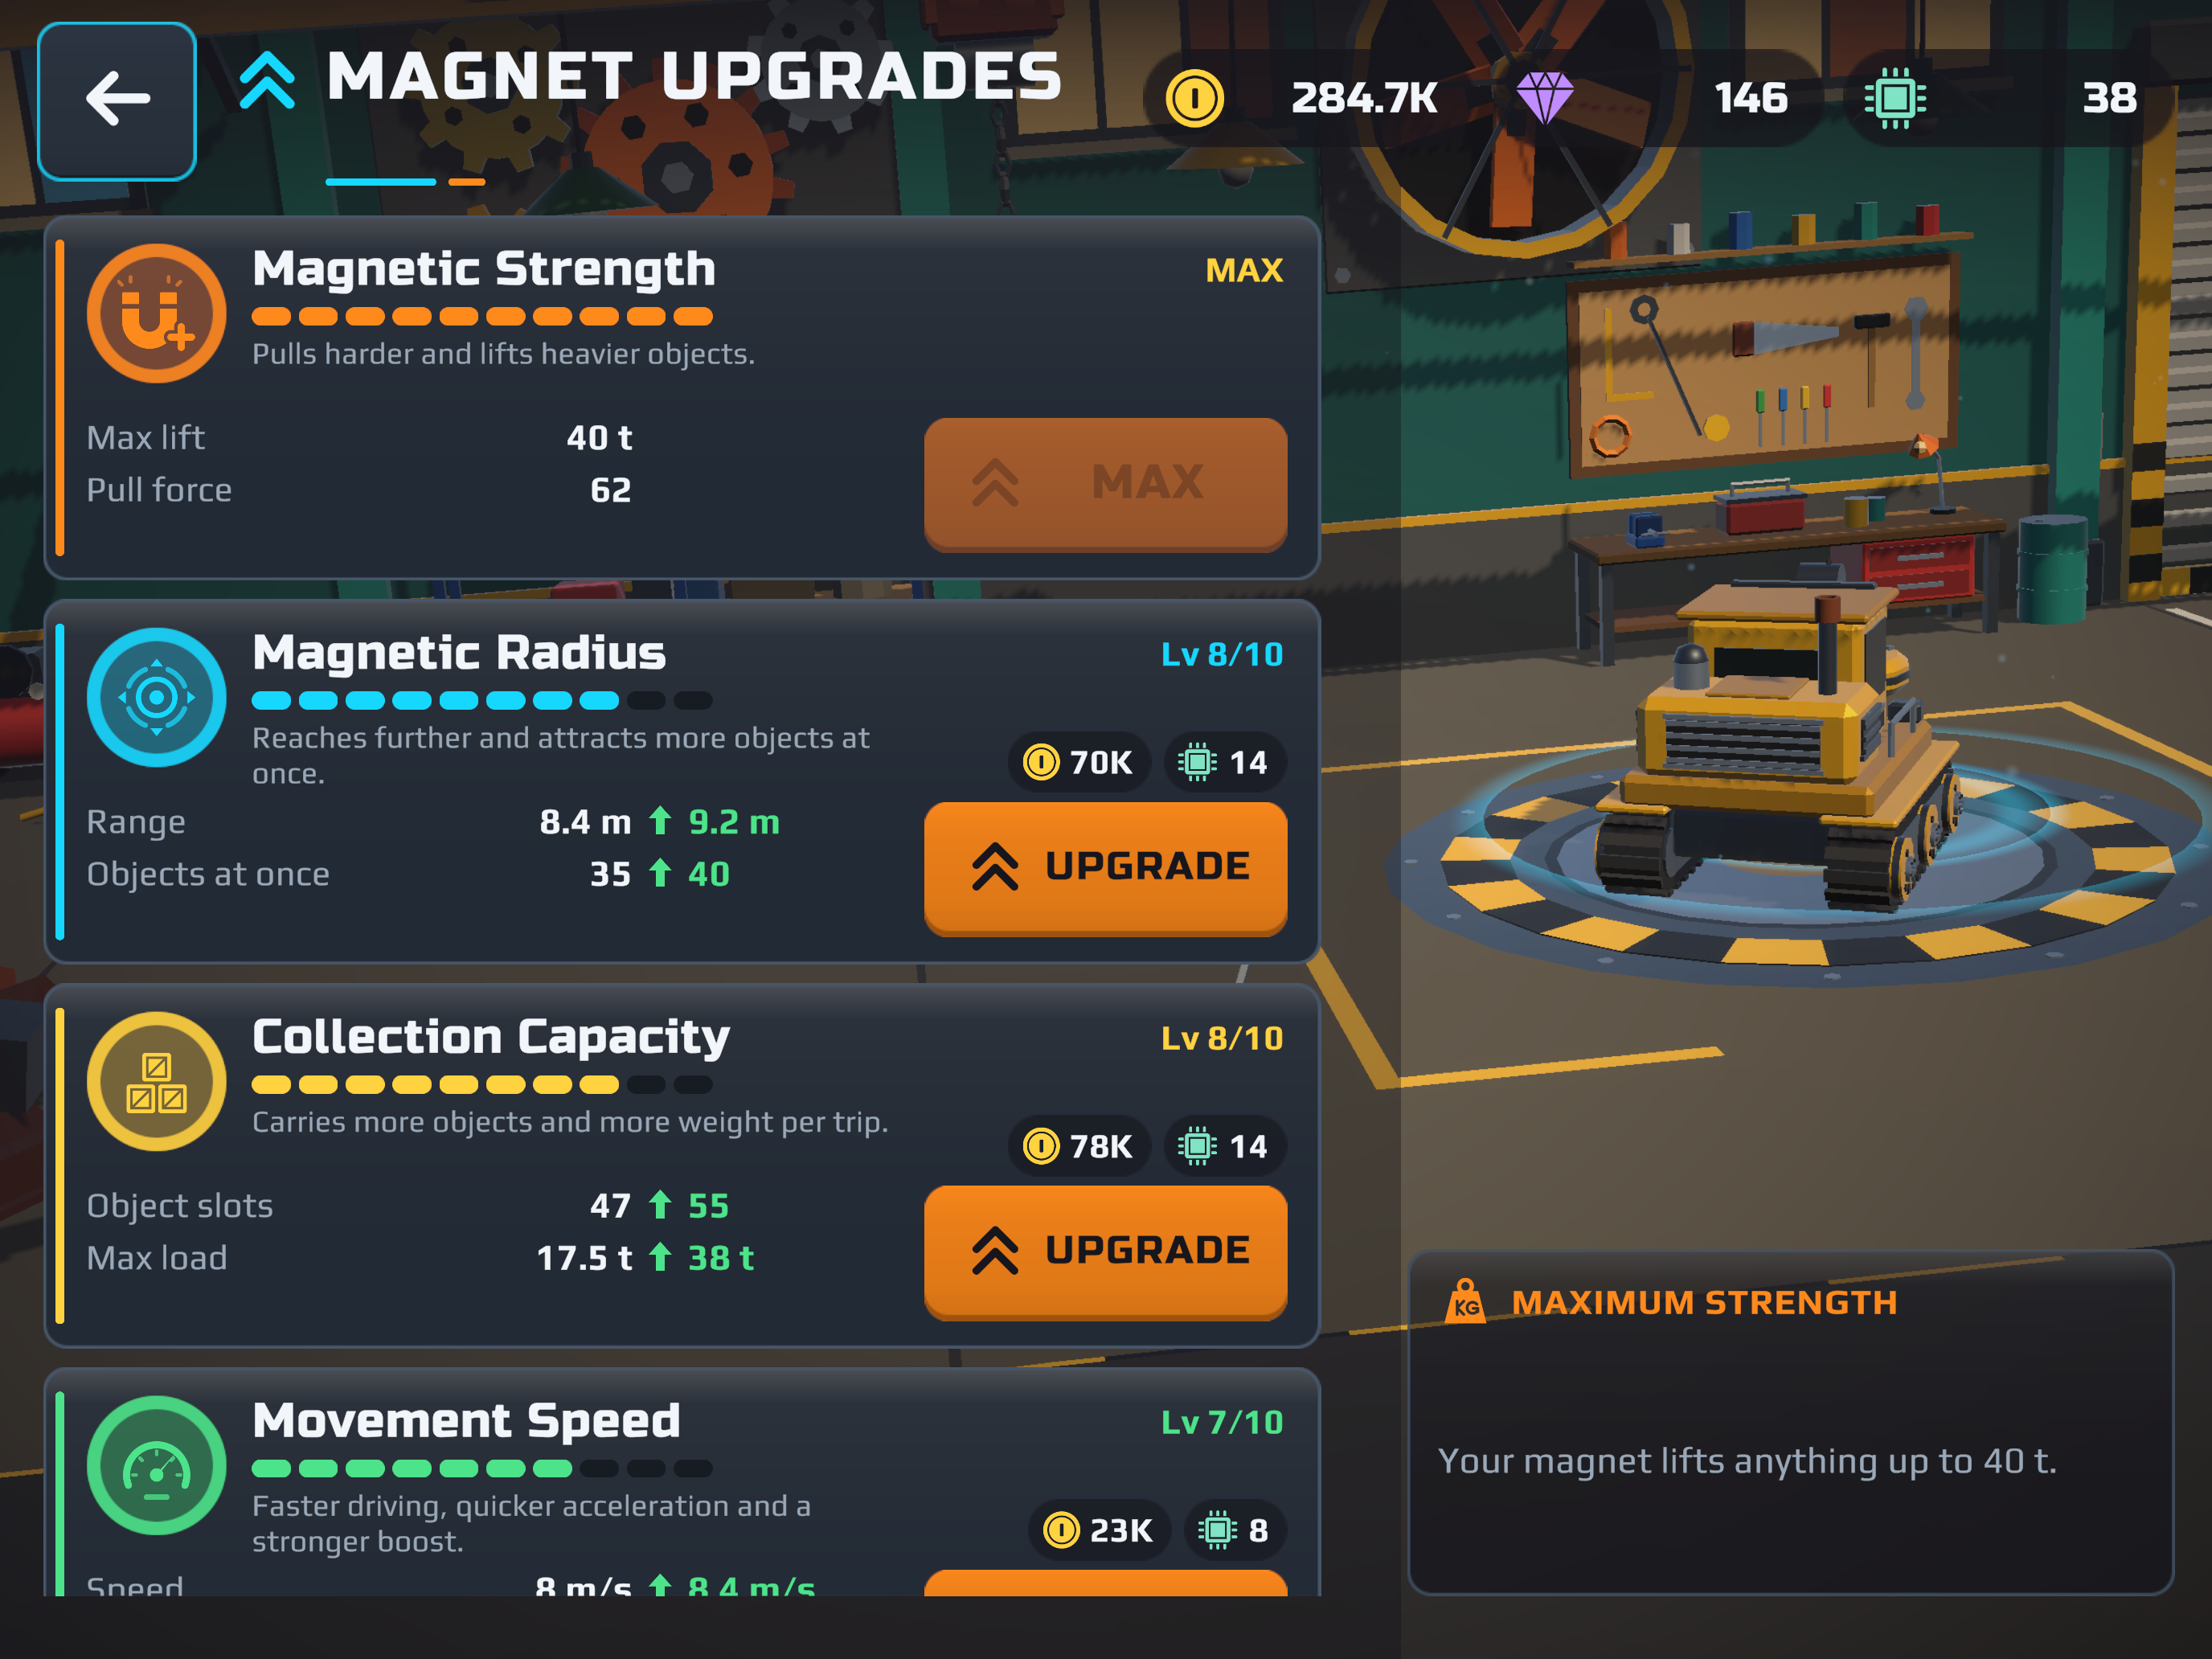 MAGNET UPGRADES
284.7K
146
38
Magnetic Strength
MAX
Pulls harder and lifts heavier objects.
Max lift 40 t
Pull force 62
MAX
Magnetic Radius
Lv 8/10
Reaches further and attracts more objects at
once.
70K 14
Range 8.4 m 9.2 m
Objects at once 35 40
UPGRADE
Collection Capacity
Lv 8/10
Carries more objects and more weight per trip.
78K 14
Object slots 47 55
Max load 17.5 t 38 t
UPGRADE
Movement Speed
Lv 7/10
Faster driving, quicker acceleration and a
stronger boost.
23K 8
Speed 8 m/s 8.4 m/s
KG MAXIMUM STRENGTH
Your magnet lifts anything up to 40 t.